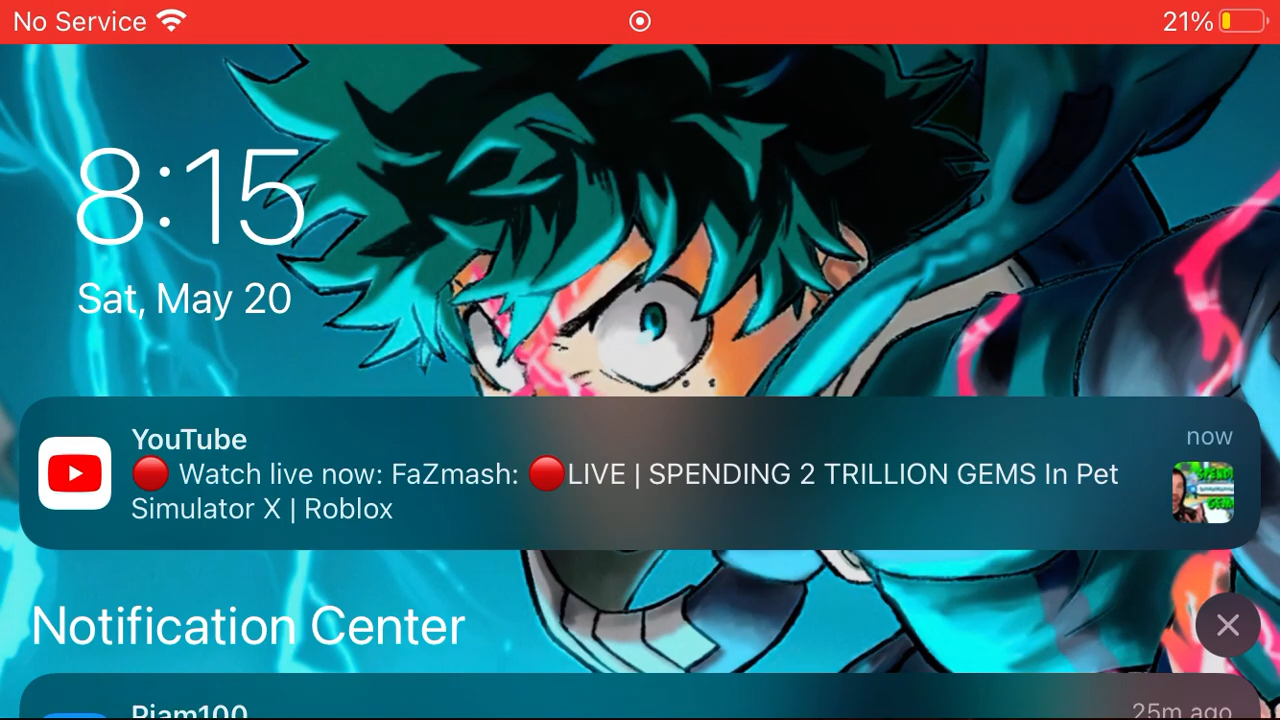 No Service 21%
8:15
Sat, May 20
YouTube now
🔴 Watch live now: FaZmash: 🔴LIVE | SPENDING 2 TRILLION GEMS In Pet
Simulator X | Roblox
Notification Center
25m ago